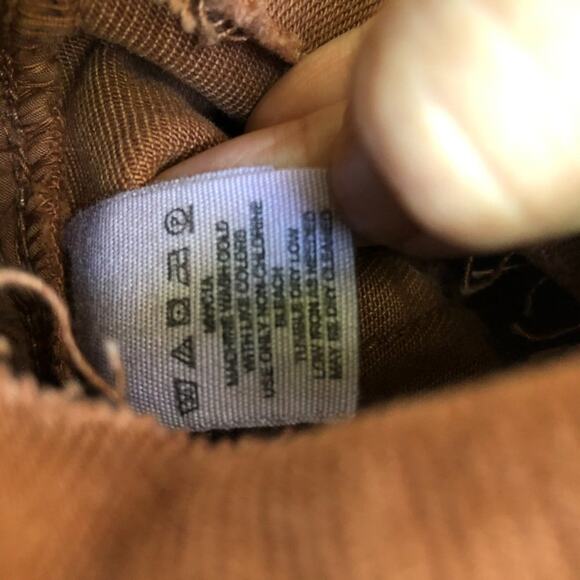 MACHINE WASH COLD
WITH LIKE COLORS
USE ONLY NON-CHLORINE
BLEACH
TUMBLE DRY LOW
LOW IRON AS NEEDED
MAY BE DRY CLEANED